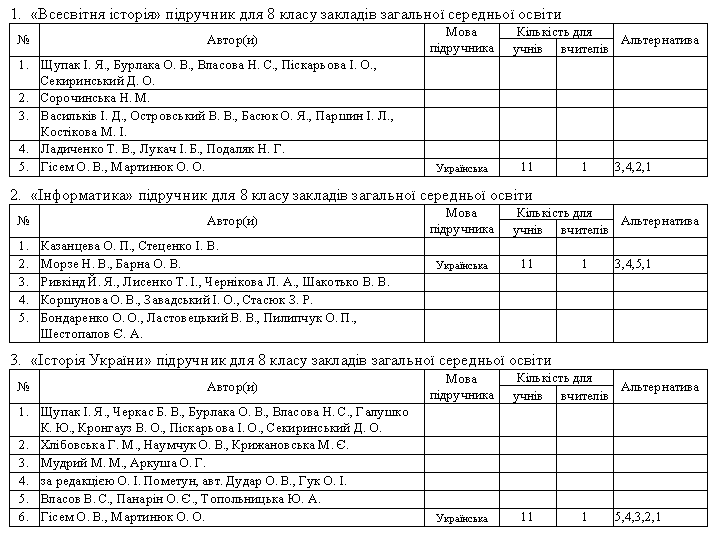 1. «Всесвітня історія» підручник для 8 класу закладів загальної середньої освіти
№ Автор(и) Мова підручника Кількість для учнів вчителів Альтернатива
1. Щупак І. Я., Бурлака О. В., Власова Н. С., Піскарьова І. О.,
Секиринський Д. О.
2. Сорочинська Н. М.
3. Васильків І. Д., Островський В. В., Басюк О. Я., Паршин І. Л.,
Костікова М. І.
4. Ладиченко Т. В., Лукач І. Б., Подаляк Н. Г.
5. Гісем О. В., Мартинюк О. О. Українська 11 1 3,4,2,1
2. «Інформатика» підручник для 8 класу закладів загальної середньої освіти
№ Автор(и) Мова підручника Кількість для учнів вчителів Альтернатива
1. Казанцева О. П., Стеценко І. В.
2. Морзе Н. В., Барна О. В. Українська 11 1 3,4,5,1
3. Ривкінд Й. Я., Лисенко Т. І., Чернікова Л. А., Шакотько В. В.
4. Коршунова О. В., Завадський І. О., Стасюк З. Р.
5. Бондаренко О. О., Ластовецький В. В., Пилипчук О. П.,
Шестопалов Є. А.
3. «Історія України» підручник для 8 класу закладів загальної середньої освіти
№ Автор(и) Мова підручника Кількість для учнів вчителів Альтернатива
1. Щупак І. Я., Черкас Б. В., Бурлака О. В., Власова Н. С., Галушко
К. Ю., Кронгауз В. О., Піскарьова І. О., Секиринський Д. О.
2. Хлібовська Г. М., Наумчук О. В., Крижановська М. Є.
3. Мудрий М. М., Аркуша О. Г.
4. за редакцією О. І. Пометун, авт. Дудар О. В., Гук О. І.
5. Власов В. С., Панарін О. Є., Топольницька Ю. А.
6. Гісем О. В., Мартинюк О. О. Українська 11 1 5,4,3,2,1